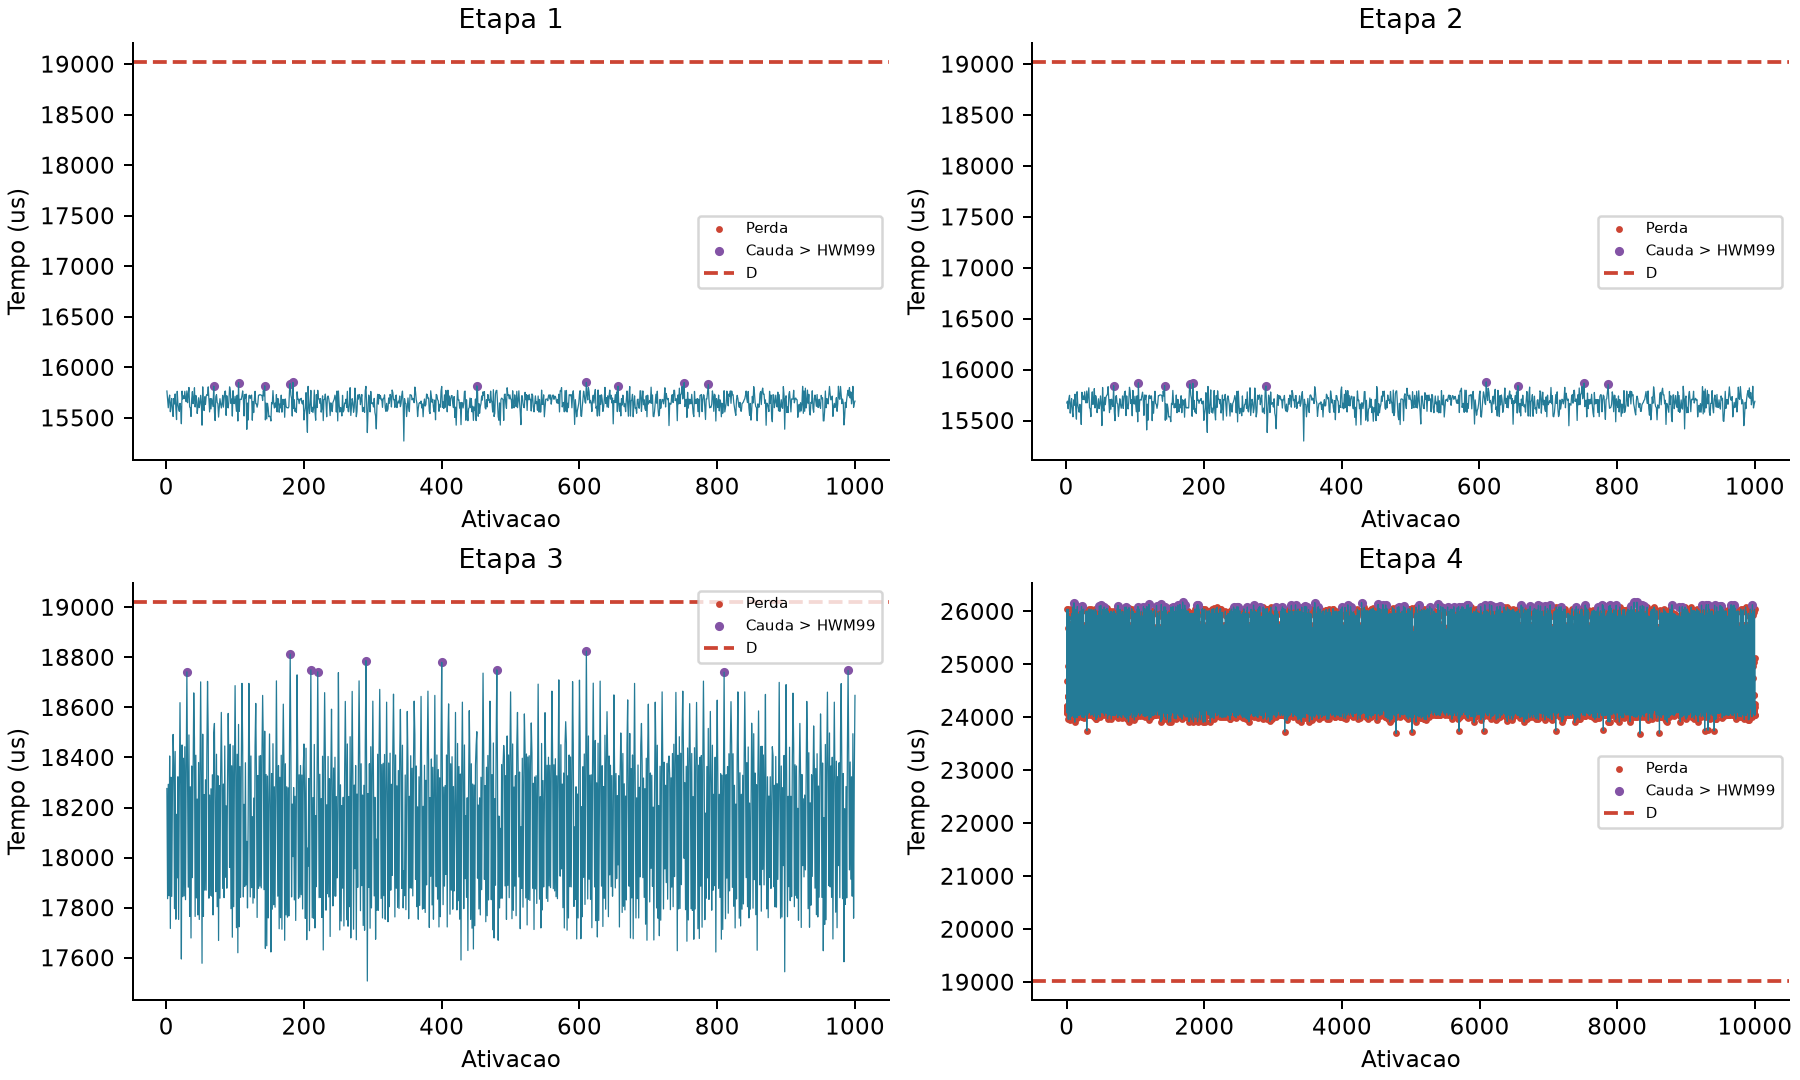 Etapa 1
19000
18500
18000
17500
17000
16500
16000
15500
Tempo (us)
Perda
Cauda > HWM99
D
0 200 400 600 800 1000
Ativacao
Etapa 2
19000
18500
18000
17500
17000
16500
16000
15500
Tempo (us)
Perda
Cauda > HWM99
D
0 200 400 600 800 1000
Ativacao
Etapa 3
19000
18800
18600
18400
18200
18000
17800
17600
Tempo (us)
Perda
Cauda > HWM99
D
0 200 400 600 800 1000
Ativacao
Etapa 4
26000
25000
24000
23000
22000
21000
20000
19000
Tempo (us)
Perda
Cauda > HWM99
D
0 2000 4000 6000 8000 10000
Ativacao